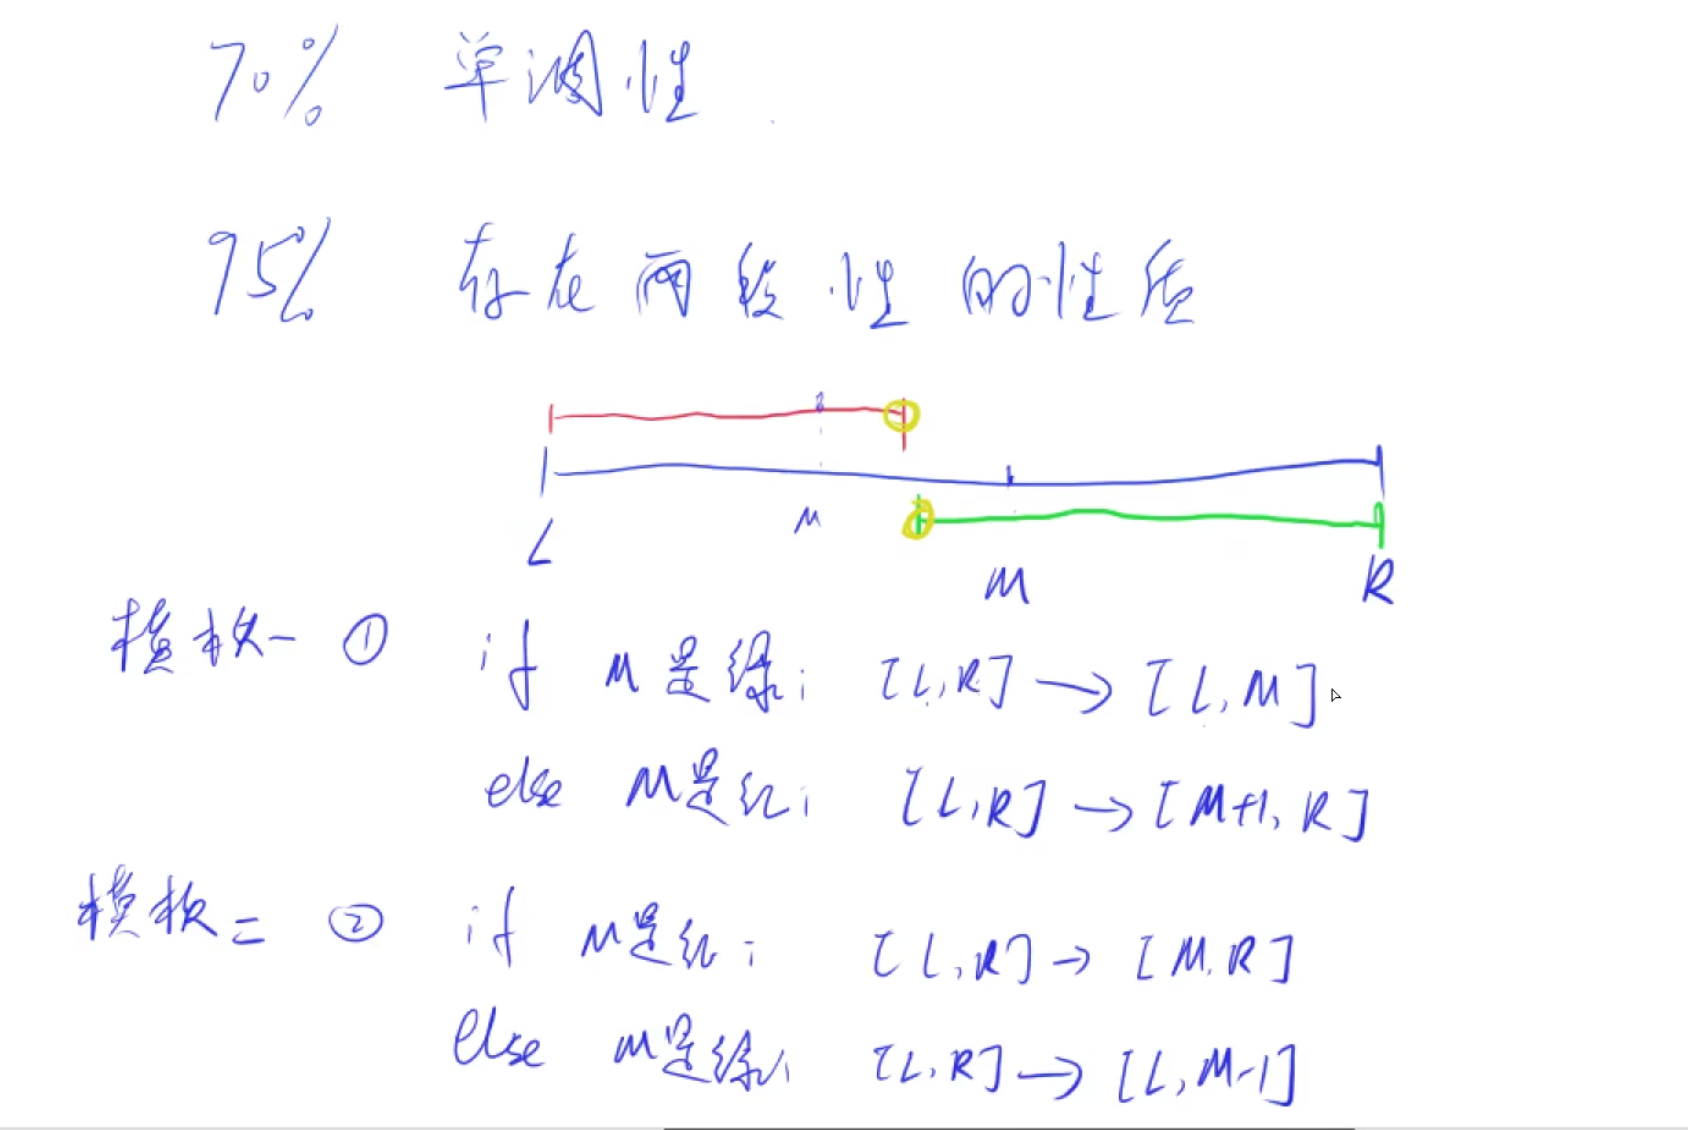 70% 单调性
95% 存在两段性的性质
M
L M R
模板一 ① if M是绿; [L,R] → [L,M].
else M是红; [L,R] → [M+1,R]
模板二 ② if M是红; [L,R] → [M,R]
else M是绿; [L,R] → [L,M-1]